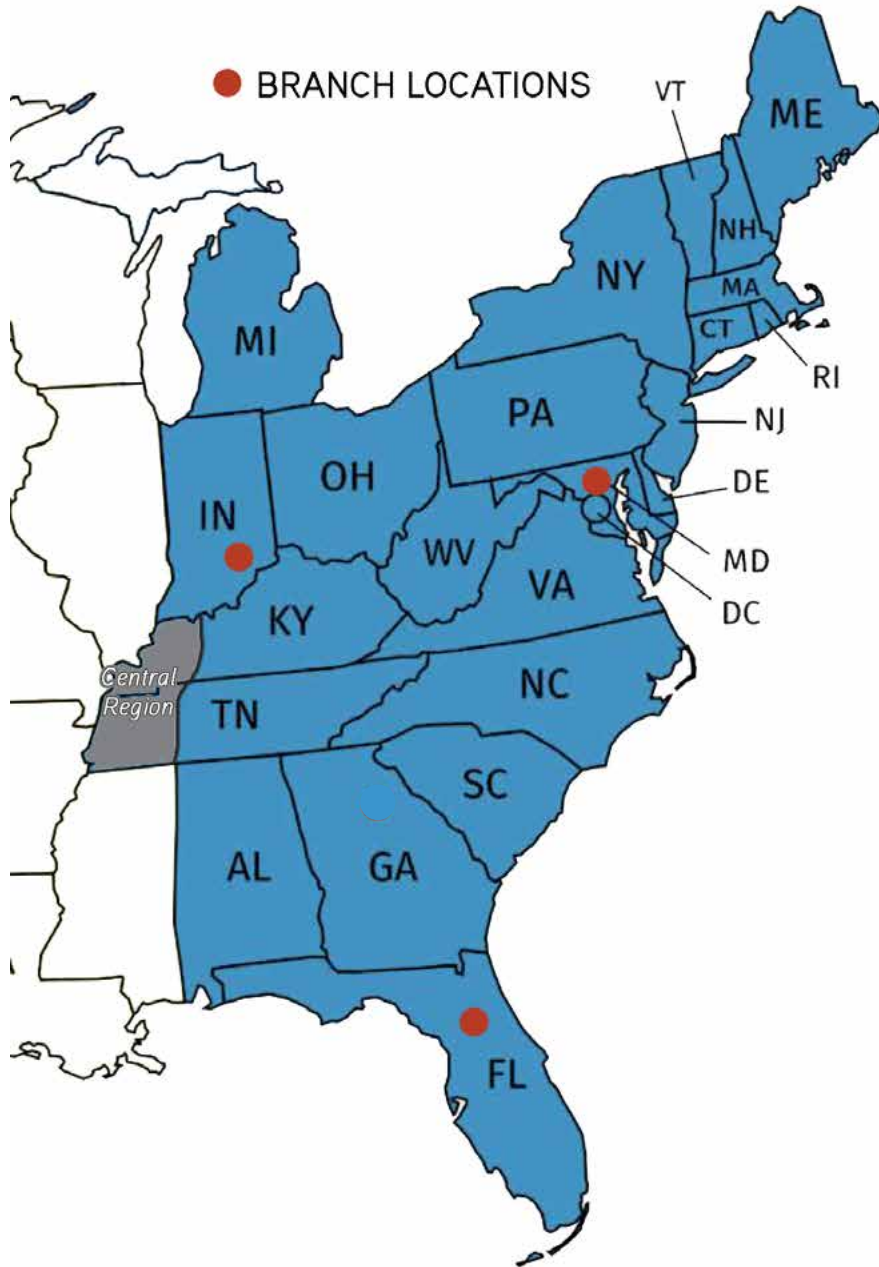 BRANCH LOCATIONS
VT
ME
NH
NY
MA
CT
MI
RI
PA
NJ
OH
DE
IN
WV
MD
VA
DC
KY
Central
Region
NC
TN
SC
AL
GA
FL